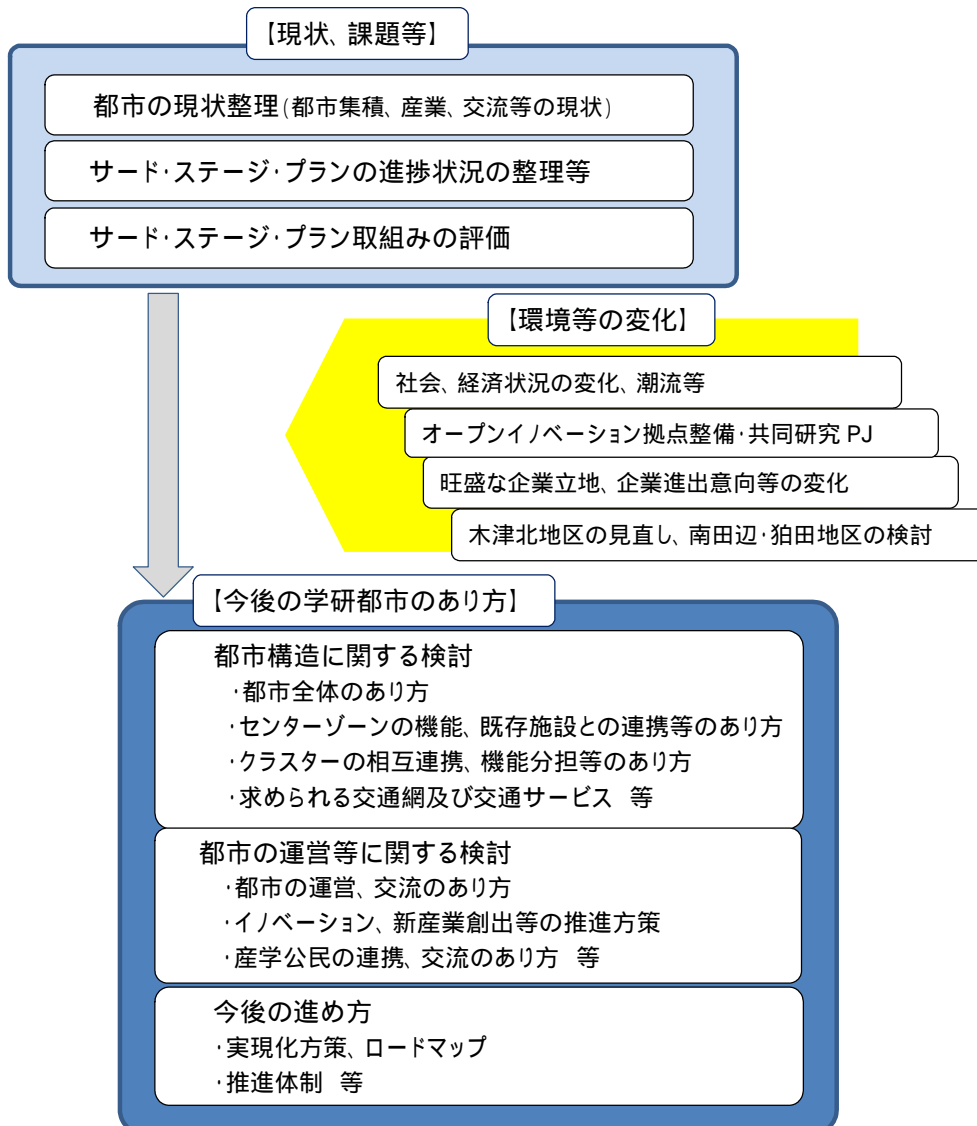 【現状、課題等】
都市の現状整理(都市集積、産業、交流等の現状)
サード・ステージ・プランの進捗状況の整理等
サード・ステージ・プラン取組みの評価
【環境等の変化】
社会、経済状況の変化、潮流等
オープンイノベーション拠点整備・共同研究 PJ
旺盛な企業立地、企業進出意向等の変化
木津北地区の見直し、南田辺・狛田地区の検討
【今後の学研都市のあり方】
都市構造に関する検討
・都市全体のあり方
・センターゾーンの機能、既存施設との連携等のあり方
・クラスターの相互連携、機能分担等のあり方
・求められる交通網及び交通サービス 等
都市の運営等に関する検討
・都市の運営、交流のあり方
・イノベーション、新産業創出等の推進方策
・産学公民の連携、交流のあり方 等
今後の進め方
・実現化方策、ロードマップ
・推進体制 等